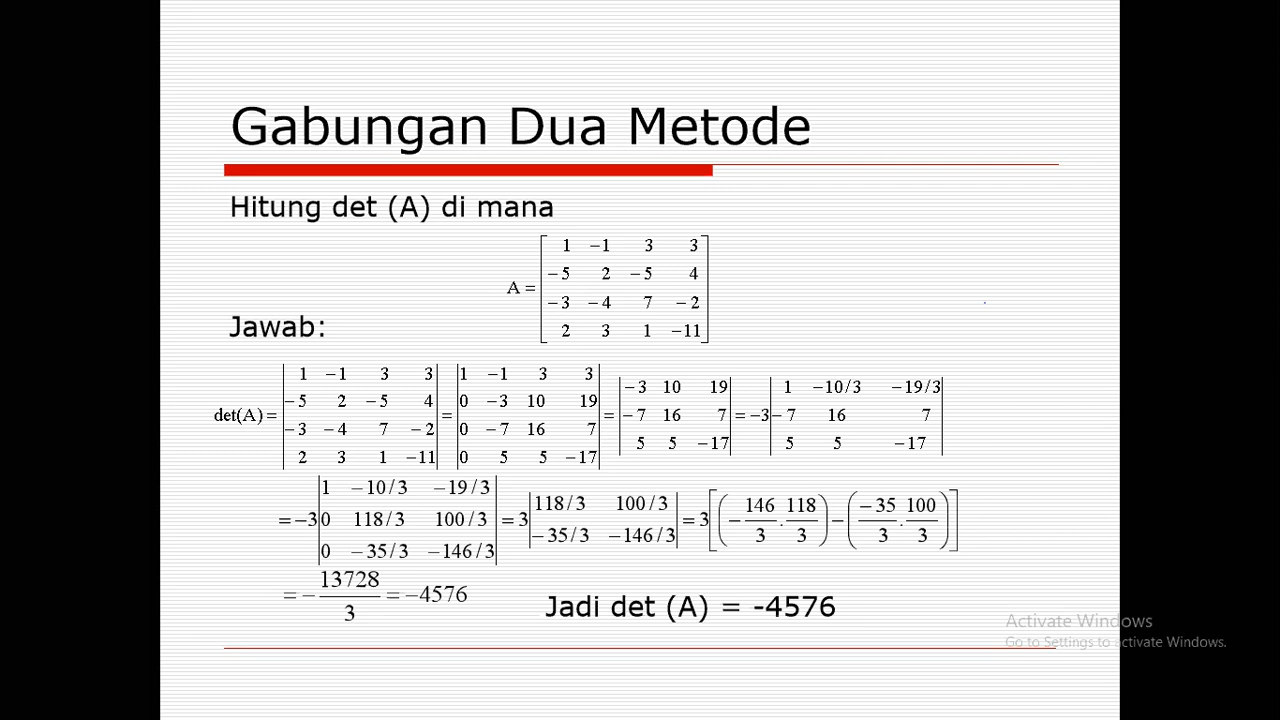 Gabungan Dua Metode
Hitung det (A) di mana
A =
1 −1 3 3
−5 2 −5 4
−3 −4 7 −2
2 3 1 −11
Jawab:
det(A) = | 1 −1 3 3 | = | 1 −1 3 3 | = | −3 10 19 | = −3 | 1 −10/3 −19/3 |
| −5 2 −5 4 | | 0 −3 10 19 | | −7 16 7 | | −7 16 7 |
| −3 −4 7 −2 | | 0 −7 16 7 | | 5 5 −17 | | 5 5 −17 |
| 2 3 1 −11 | | 0 5 5 −17 |
= −3 | 1 −10/3 −19/3 | = 3 | 118/3 100/3 | = 3[(−146/3 . 118/3) − (−35/3 . 100/3)]
| 0 118/3 100/3 | | −35/3 −146/3 |
| 0 −35/3 −146/3 |
= − 13728/3 = −4576
Jadi det (A) = -4576
Activate Windows
Go to Settings to activate Windows.